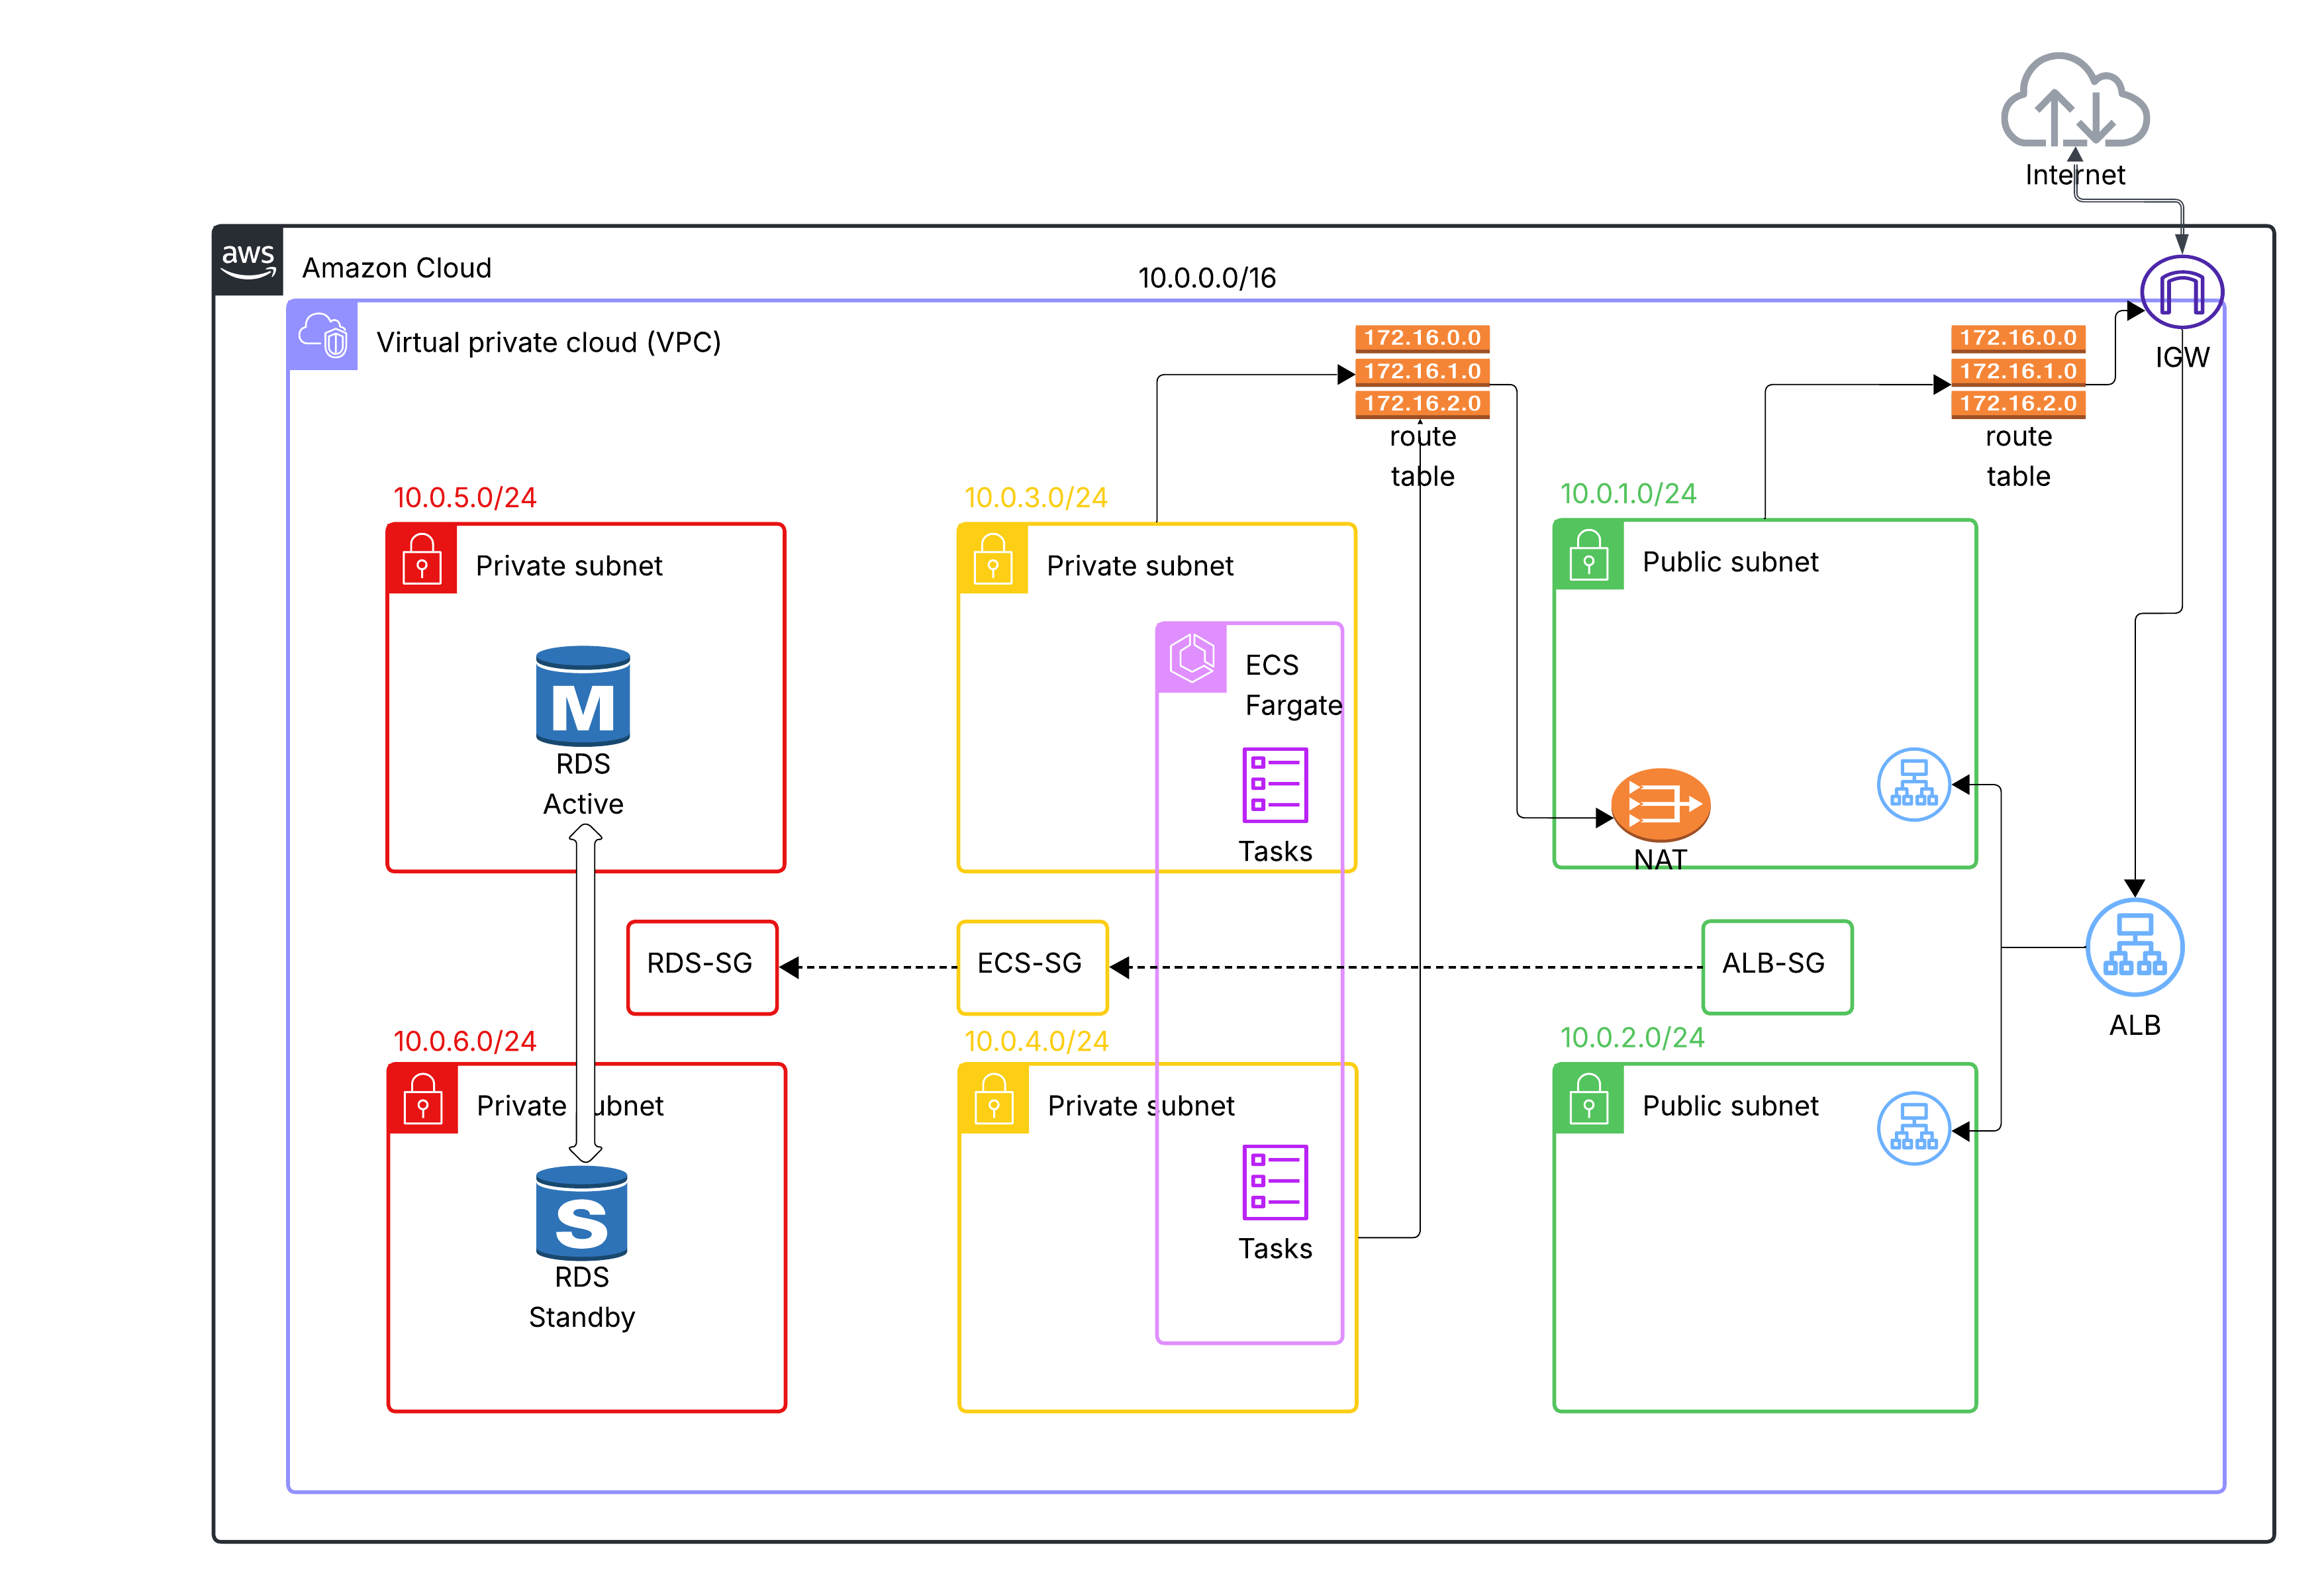 Internet
aws
Amazon Cloud
10.0.0.0/16
Virtual private cloud (VPC)
172.16.0.0
172.16.1.0
172.16.2.0
route
table
172.16.0.0
172.16.1.0
172.16.2.0
route
table
IGW
10.0.5.0/24
Private subnet
RDS
Active
10.0.3.0/24
Private subnet
ECS
Fargate
Tasks
10.0.1.0/24
Public subnet
NAT
RDS-SG
ECS-SG
ALB-SG
ALB
10.0.6.0/24
Private subnet
M
S
RDS
Standby
10.0.4.0/24
Private subnet
Tasks
10.0.2.0/24
Public subnet